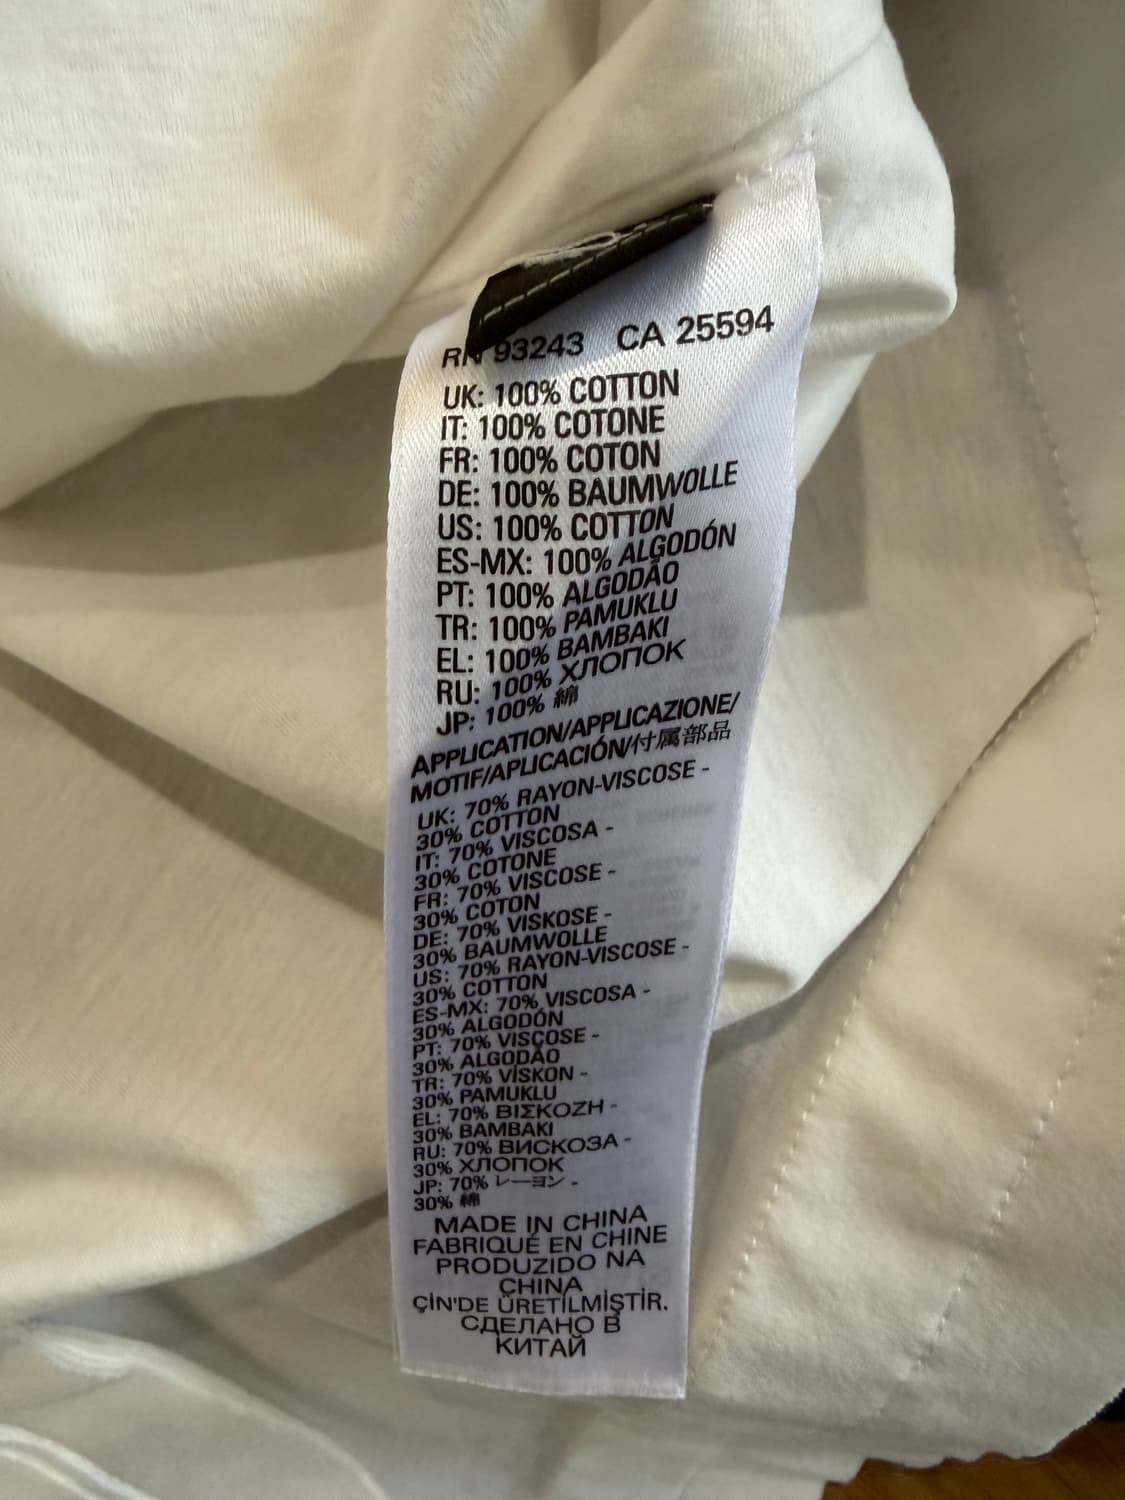 RN 93243 CA 25594
UK: 100% COTTON
IT: 100% COTONE
FR: 100% COTON
DE: 100% BAUMWOLLE
US: 100% COTTON
ES-MX: 100% ALGODÓN
PT: 100% ALGODÃO
TR: 100% PAMUKLU
EL: 100% BAMBAKI
RU: 100% ХЛОПОК
JP: 100% 綿
APPLICATION/APPLICAZIONE/
MOTIF/APLICACIÓN/付属部品
UK: 70% RAYON-VISCOSE -
30% COTTON
IT: 70% VISCOSA -
30% COTONE
FR: 70% VISCOSE -
30% COTON
DE: 70% VISKOSE -
30% BAUMWOLLE
US: 70% RAYON-VISCOSE -
30% COTTON
ES-MX: 70% VISCOSA -
30% ALGODÓN
PT: 70% VISCOSE -
30% ALGODÃO
TR: 70% VİSKON -
30% PAMUKLU
EL: 70% ΒΙΣΚΟΖΗ -
30% BAMBAKI
RU: 70% ВИСКОЗА -
30% ХЛОПОК
JP: 70% レーヨン -
30% 綿
MADE IN CHINA
FABRIQUÉ EN CHINE
PRODUZIDO NA
CHINA
ÇİN'DE ÜRETİLMİŞTİR.
СДЕЛАНО В
КИТАЙ